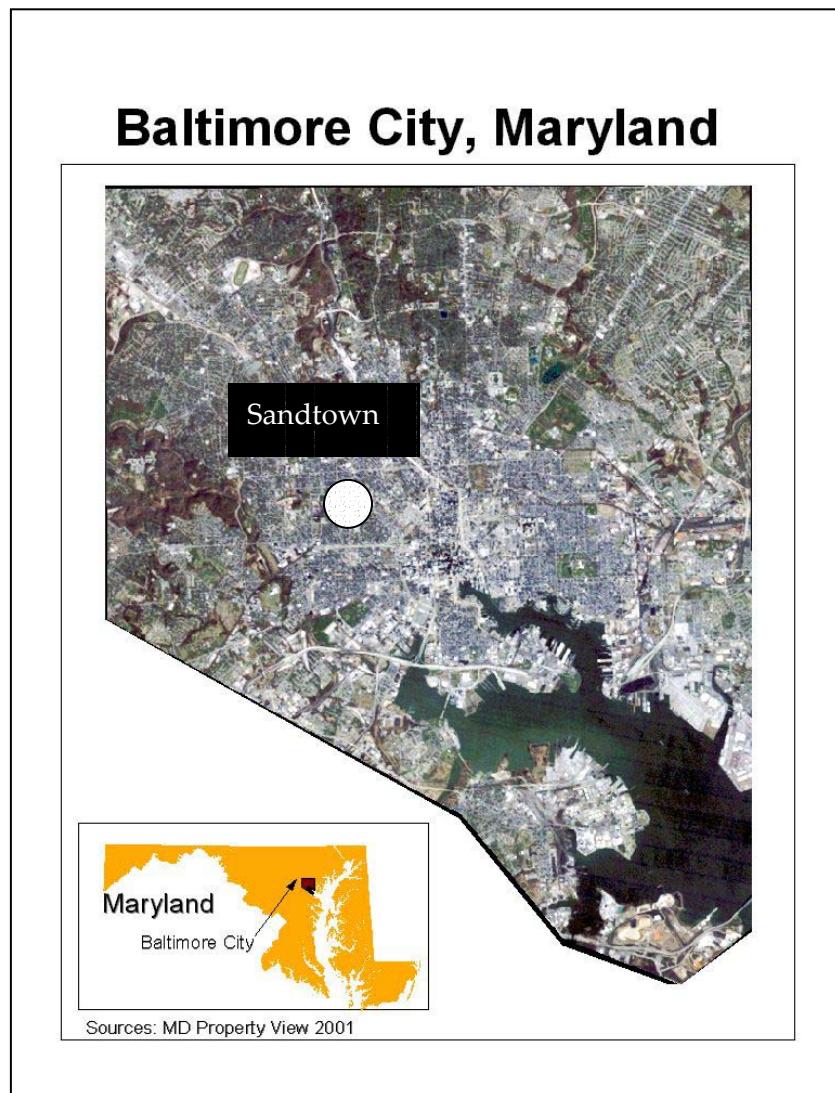 Baltimore City, Maryland
Sandtown
Maryland
Baltimore City
Sources: MD Property View 2001